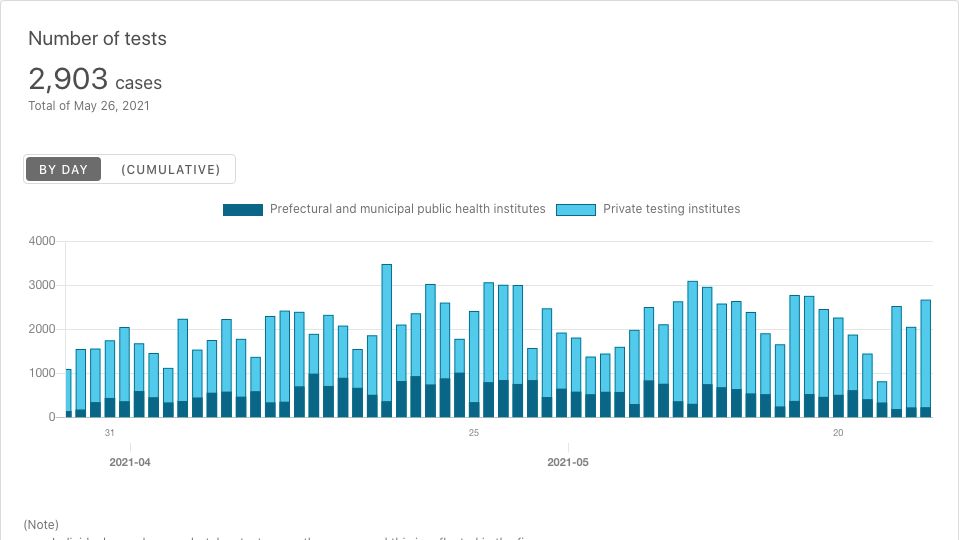 Number of tests
2,903 cases
Total of May 26, 2021
BY DAY (CUMULATIVE)
Prefectural and municipal public health institutes Private testing institutes
4000
3000
2000
1000
0
31 25 20
2021-04 2021-05
(Note)